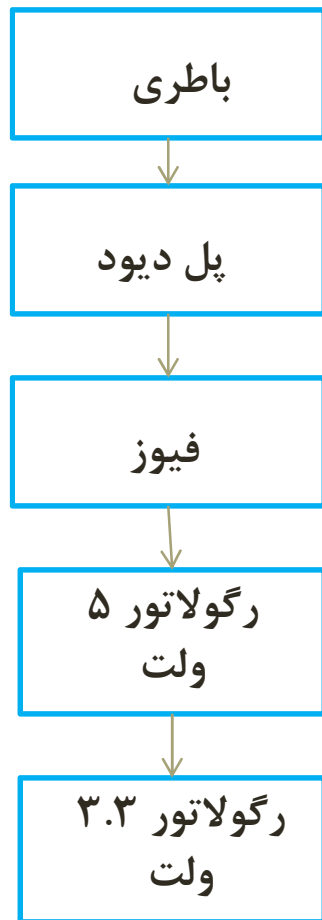 باطری
پل دیود
فیوز
رگولاتور ۵
ولت
رگولاتور ۳.۳
ولت